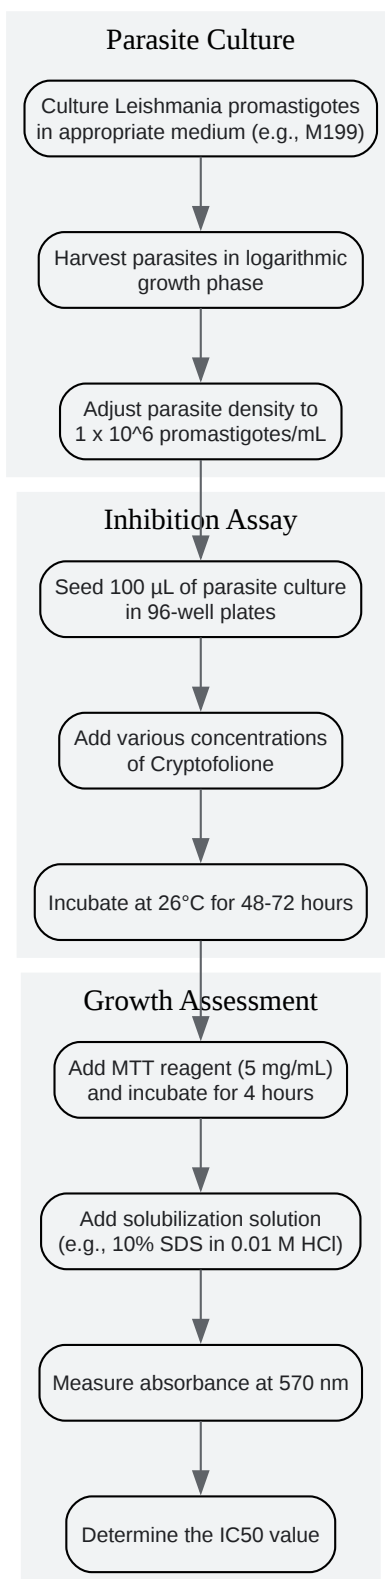 Parasite Culture
Culture Leishmania promastigotes
in appropriate medium (e.g., M199)
Harvest parasites in logarithmic
growth phase
Adjust parasite density to
1 x 10^6 promastigotes/mL
Inhibition Assay
Seed 100 µL of parasite culture
in 96-well plates
Add various concentrations
of Cryptofolione
Incubate at 26°C for 48-72 hours
Growth Assessment
Add MTT reagent (5 mg/mL)
and incubate for 4 hours
Add solubilization solution
(e.g., 10% SDS in 0.01 M HCl)
Measure absorbance at 570 nm
Determine the IC50 value